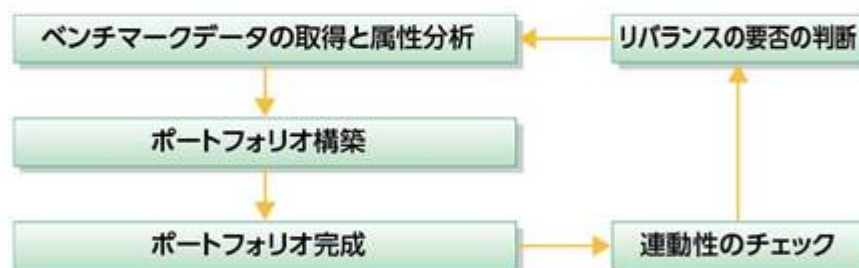 ベンチマークデータの取得と属性分析
リバランスの要否の判断
ポートフォリオ構築
ポートフォリオ完成
連動性のチェック